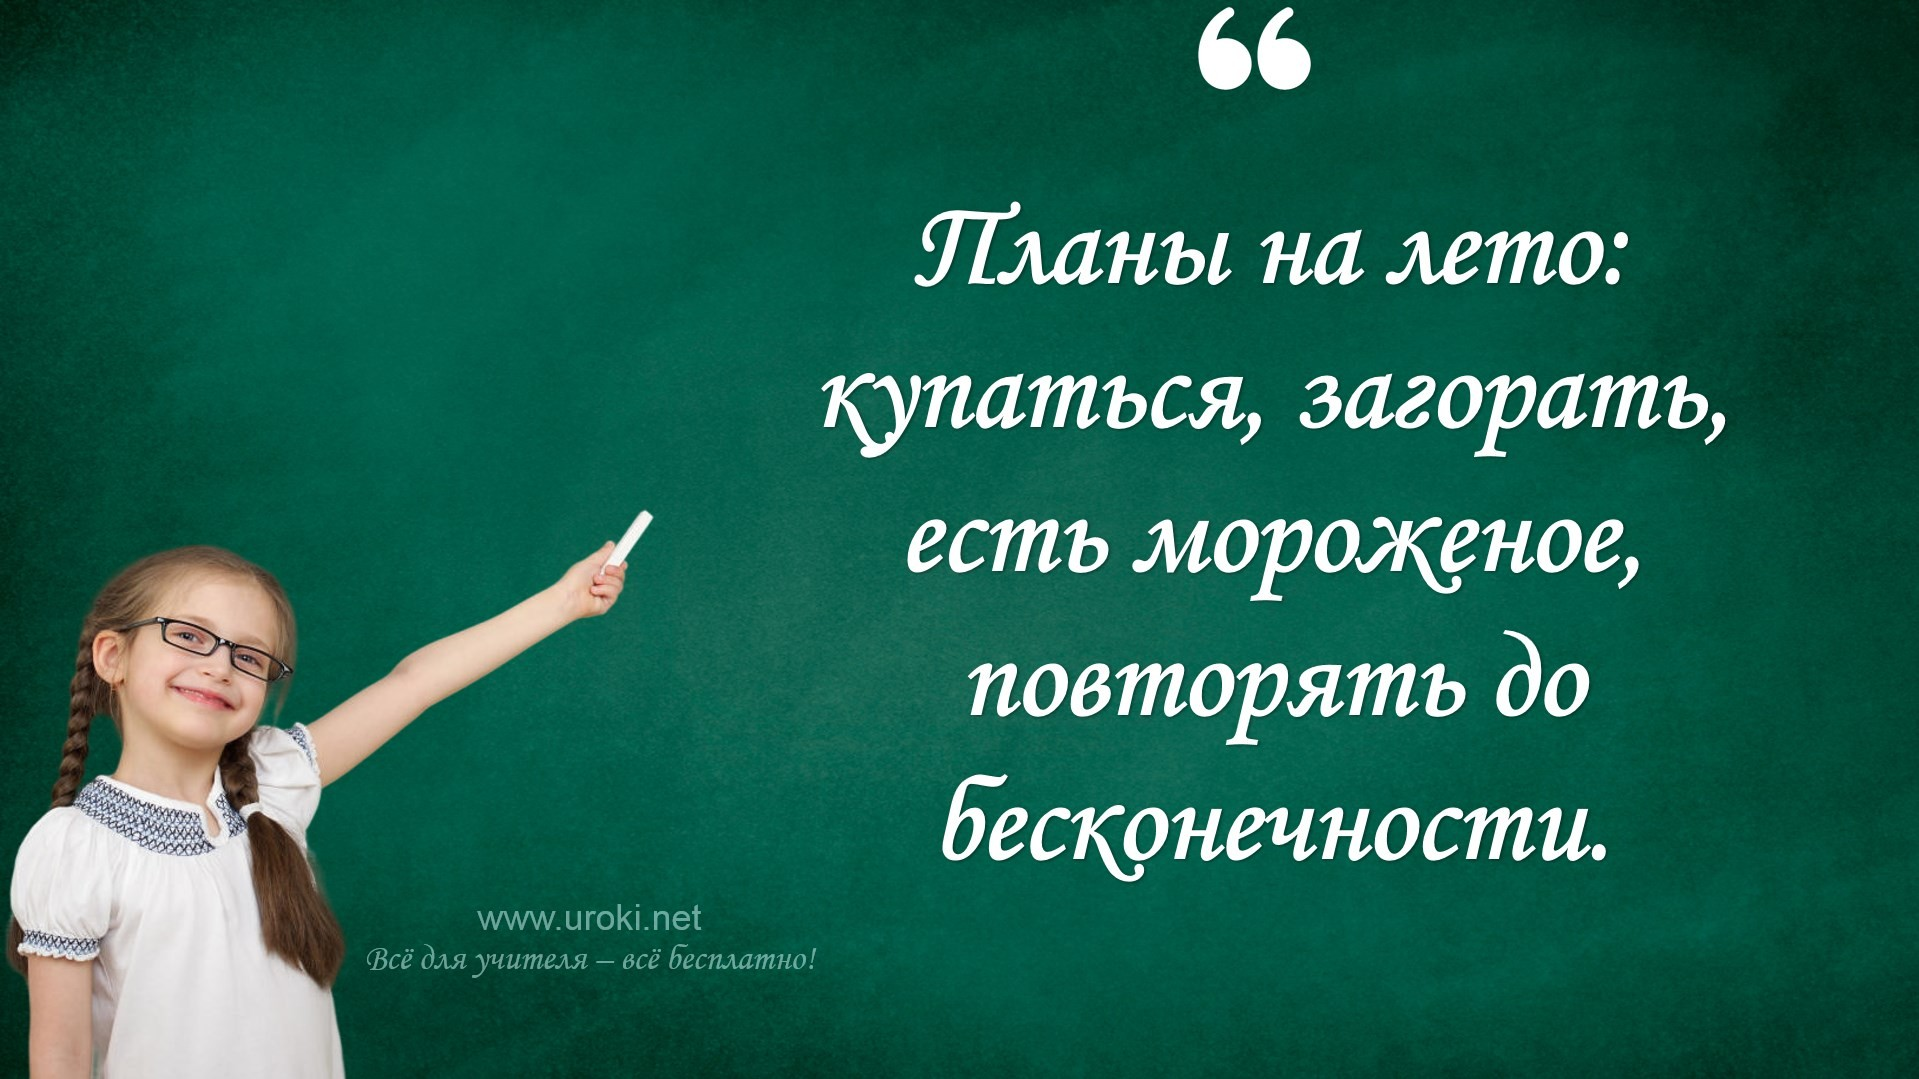 “
Планы на лето:
купаться, загорать,
есть мороженое,
повторять до
бесконечности.
www.uroki.net
Всё для учителя – всё бесплатно!